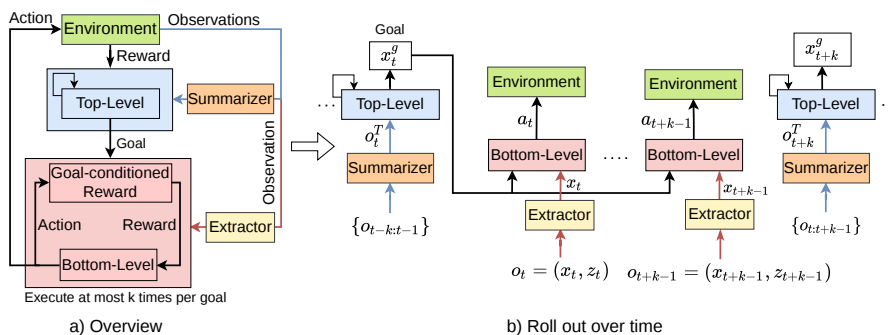 Action
Environment
Observations
Reward
Top-Level
Summarizer
Goal
Observation
Goal-conditioned
Reward
Action
Reward
Extractor
Bottom-Level
Execute at most k times per goal
a) Overview
Goal
x_t^g
...
Top-Level
o_t^T
Summarizer
{o_{t-k:t-1}}
Environment
a_t
Bottom-Level
x_t
Extractor
o_t = (x_t, z_t)
....
Environment
a_{t+k-1}
Bottom-Level
x_{t+k-1}
Extractor
o_{t+k-1} = (x_{t+k-1}, z_{t+k-1})
x_{t+k}^g
Top-Level
o_{t+k}^T
Summarizer
{o_{t:t+k-1}}
b) Roll out over time